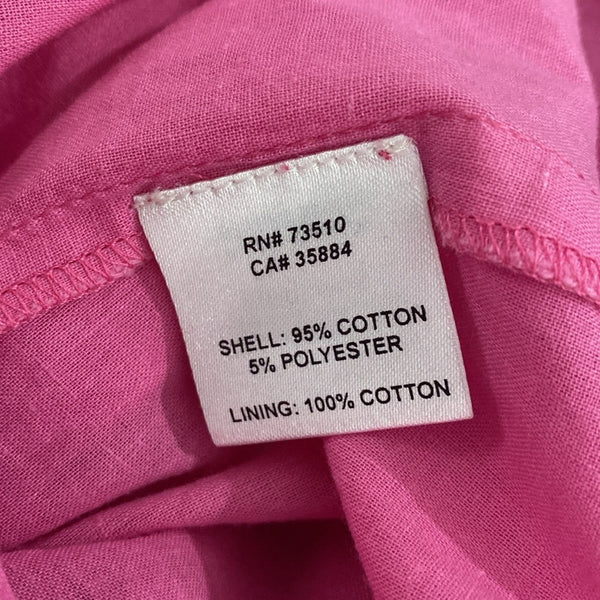 RN# 73510
CA# 35884
SHELL: 95% COTTON
5% POLYESTER
LINING: 100% COTTON